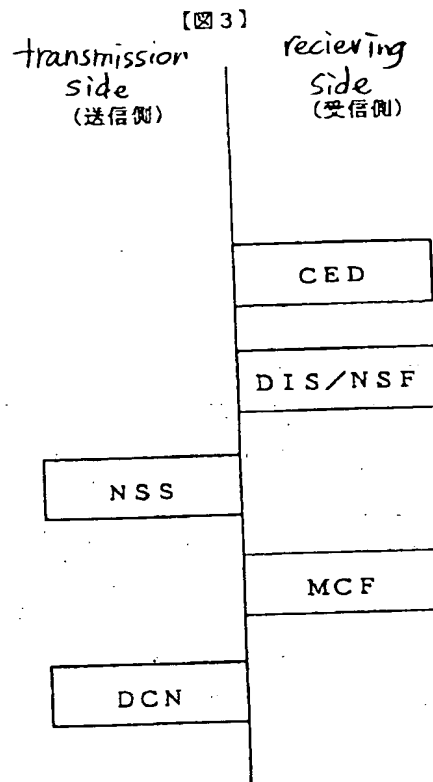 【図3】
transmission
side
(送信側)
recieving
side
(受信側)
CED
DIS/NSF
NSS
MCF
DCN